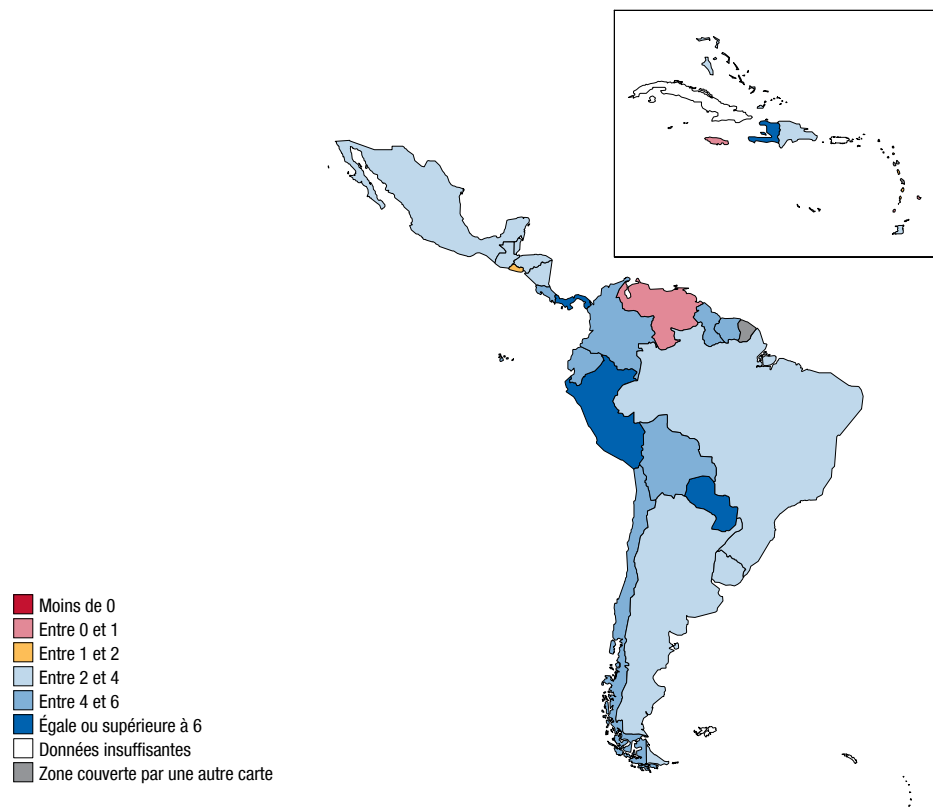 Moins de 0
Entre 0 et 1
Entre 1 et 2
Entre 2 et 4
Entre 4 et 6
Égale ou supérieure à 6
Données insuffisantes
Zone couverte par une autre carte